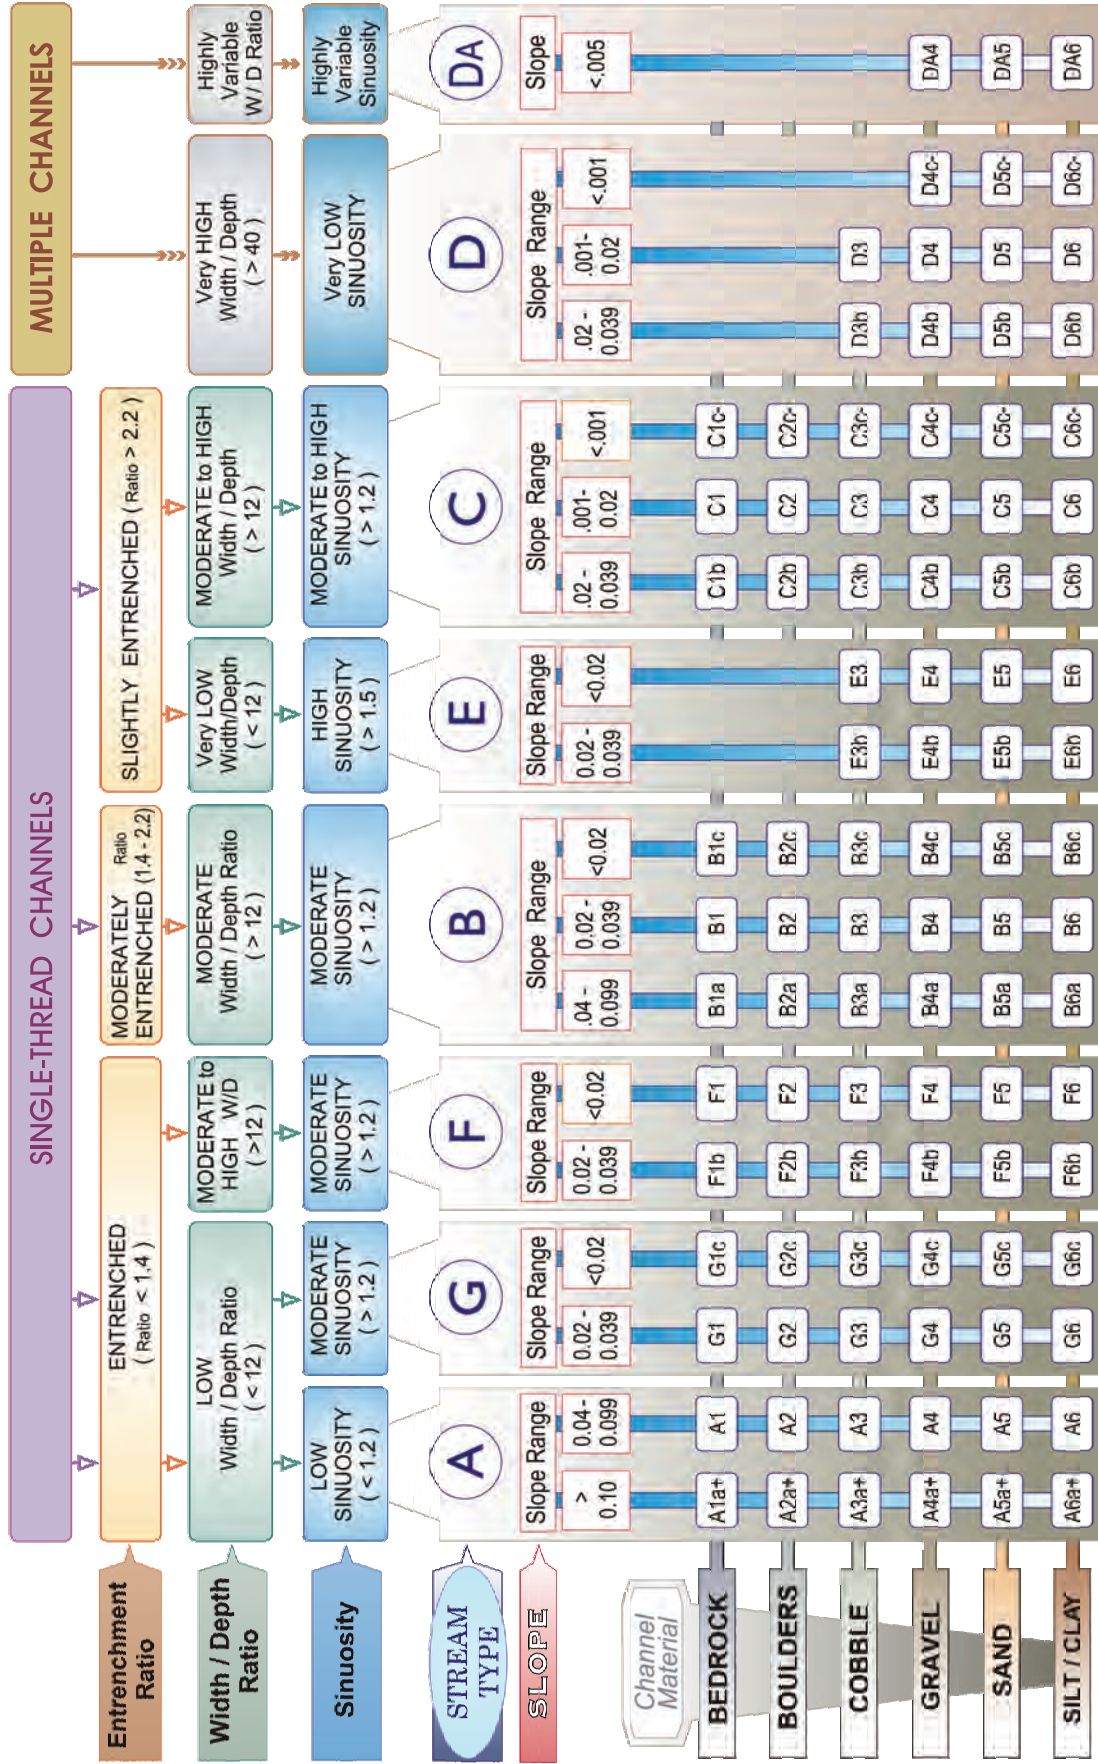 SINGLE-THREAD CHANNELS
MULTIPLE CHANNELS
Entrenchment
Ratio
ENTRENCHED
( Ratio < 1.4 )
MODERATELY Ratio
ENTRENCHED (1.4 - 2.2)
SLIGHTLY ENTRENCHED ( Ratio > 2.2 )
Width / Depth
Ratio
LOW
Width / Depth Ratio
( < 12 )
MODERATE to
HIGH W/D
( >12 )
MODERATE
Width / Depth Ratio
( > 12 )
Very LOW
Width/Depth
( < 12 )
MODERATE to HIGH
Width / Depth
( > 12 )
Very HIGH
Width / Depth
( > 40 )
Highly
Variable
W / D Ratio
Sinuosity
LOW
SINUOSITY
( < 1.2 )
MODERATE
SINUOSITY
( > 1.2 )
MODERATE
SINUOSITY
( > 1.2 )
MODERATE
SINUOSITY
( > 1.2 )
HIGH
SINUOSITY
( > 1.5 )
MODERATE to HIGH
SINUOSITY
( > 1.2 )
Very LOW
SINUOSITY
Highly
Variable
Sinuosity
STREAM
TYPE
A
G
F
B
E
C
D
DA
SLOPE
Slope Range
Slope Range
Slope Range
Slope Range
Slope Range
Slope Range
Slope Range
Slope
>
0.10
0.04 -
0.099
0.02 -
0.039
<0.02
0.02 -
0.039
<0.02
.04 -
0.099
0.02 -
0.039
<0.02
0.02 -
0.039
<0.02
.02 -
0.039
.001-
0.02
<.001
.02 -
0.039
.001-
0.02
<.001
<.005
Channel
Material
BEDROCK A1a+ A1 G1 G1c F1b F1 B1a B1 B1c C1b C1 C1c-
BOULDERS A2a+ A2 G2 G2c F2b F2 B2a B2 B2c C2b C2 C2c-
COBBLE A3a+ A3 G3 G3c F3b F3 B3a B3 B3c E3b E3 C3b C3 C3c- D3b D3
GRAVEL A4a+ A4 G4 G4c F4b F4 B4a B4 B4c E4b E4 C4b C4 C4c- D4b D4 D4c- DA4
SAND A5a+ A5 G5 G5c F5b F5 B5a B5 B5c E5b E5 C5b C5 C5c- D5b D5 D5c- DA5
SILT / CLAY A6a+ A6 G6 G6c F6b F6 B6a B6 B6c E6b E6 C6b C6 C6c- D6b D6 D6c- DA6